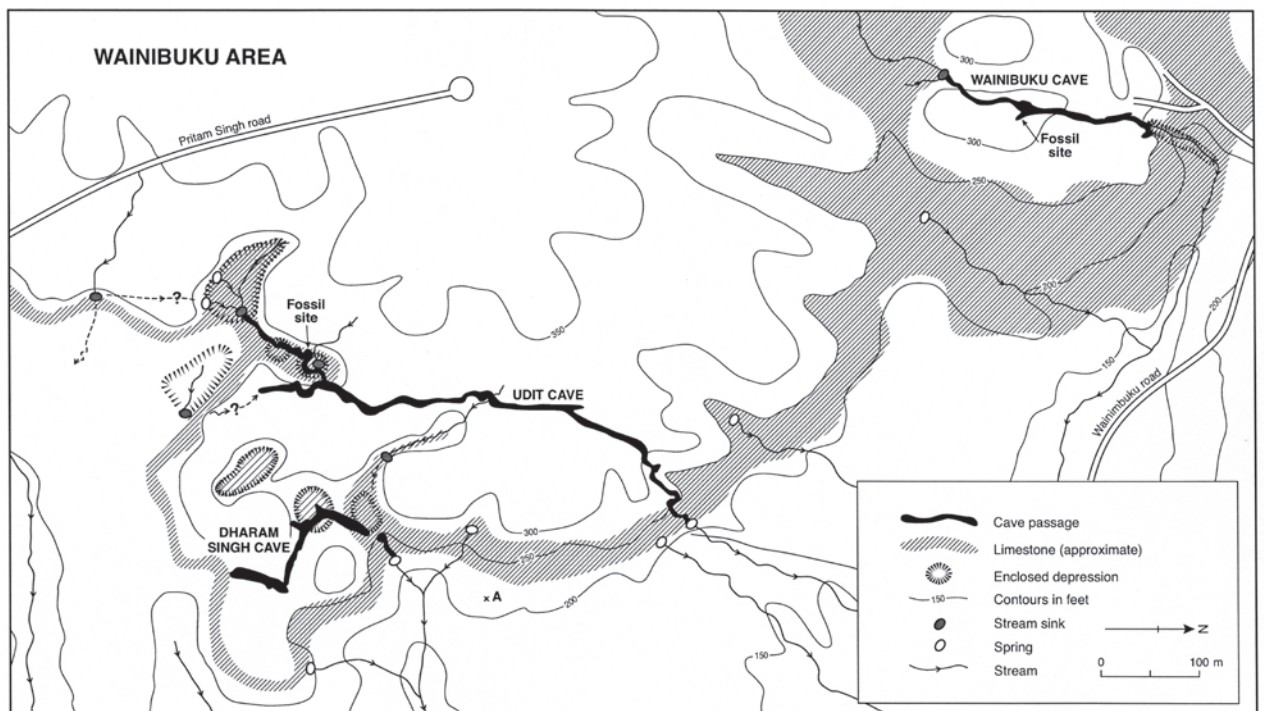 WAINIBUKU AREA
Pritam Singh road
300
WAINIBUKU CAVE
300
Fossil
site
250
200
200
150
Wainimbuku road
?
Fossil
site
350
?
UDIT CAVE
DHARAM
SINGH CAVE
300
250
A
200
150
Cave passage
Limestone (approximate)
Enclosed depression
150
Contours in feet
Stream sink
N
Spring
Stream
0 100 m